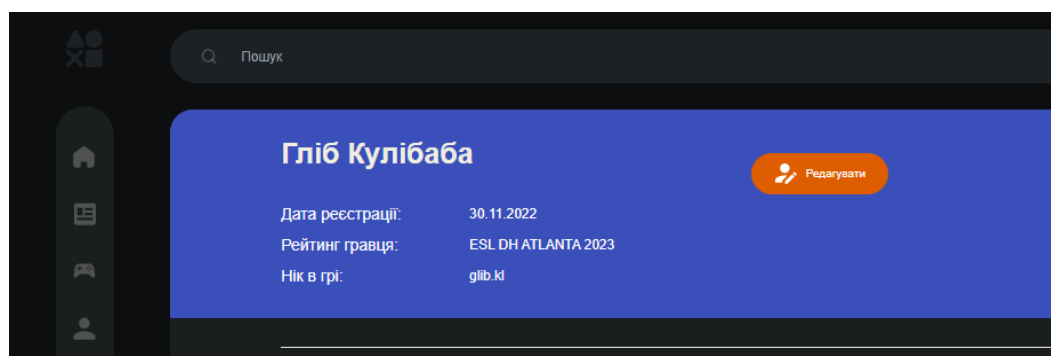 Пошук
Гліб Кулібаба
Редагувати
Дата реєстрації: 30.11.2022
Рейтинг гравця: ESL DH ATLANTA 2023
Нік в грі: glib.kl